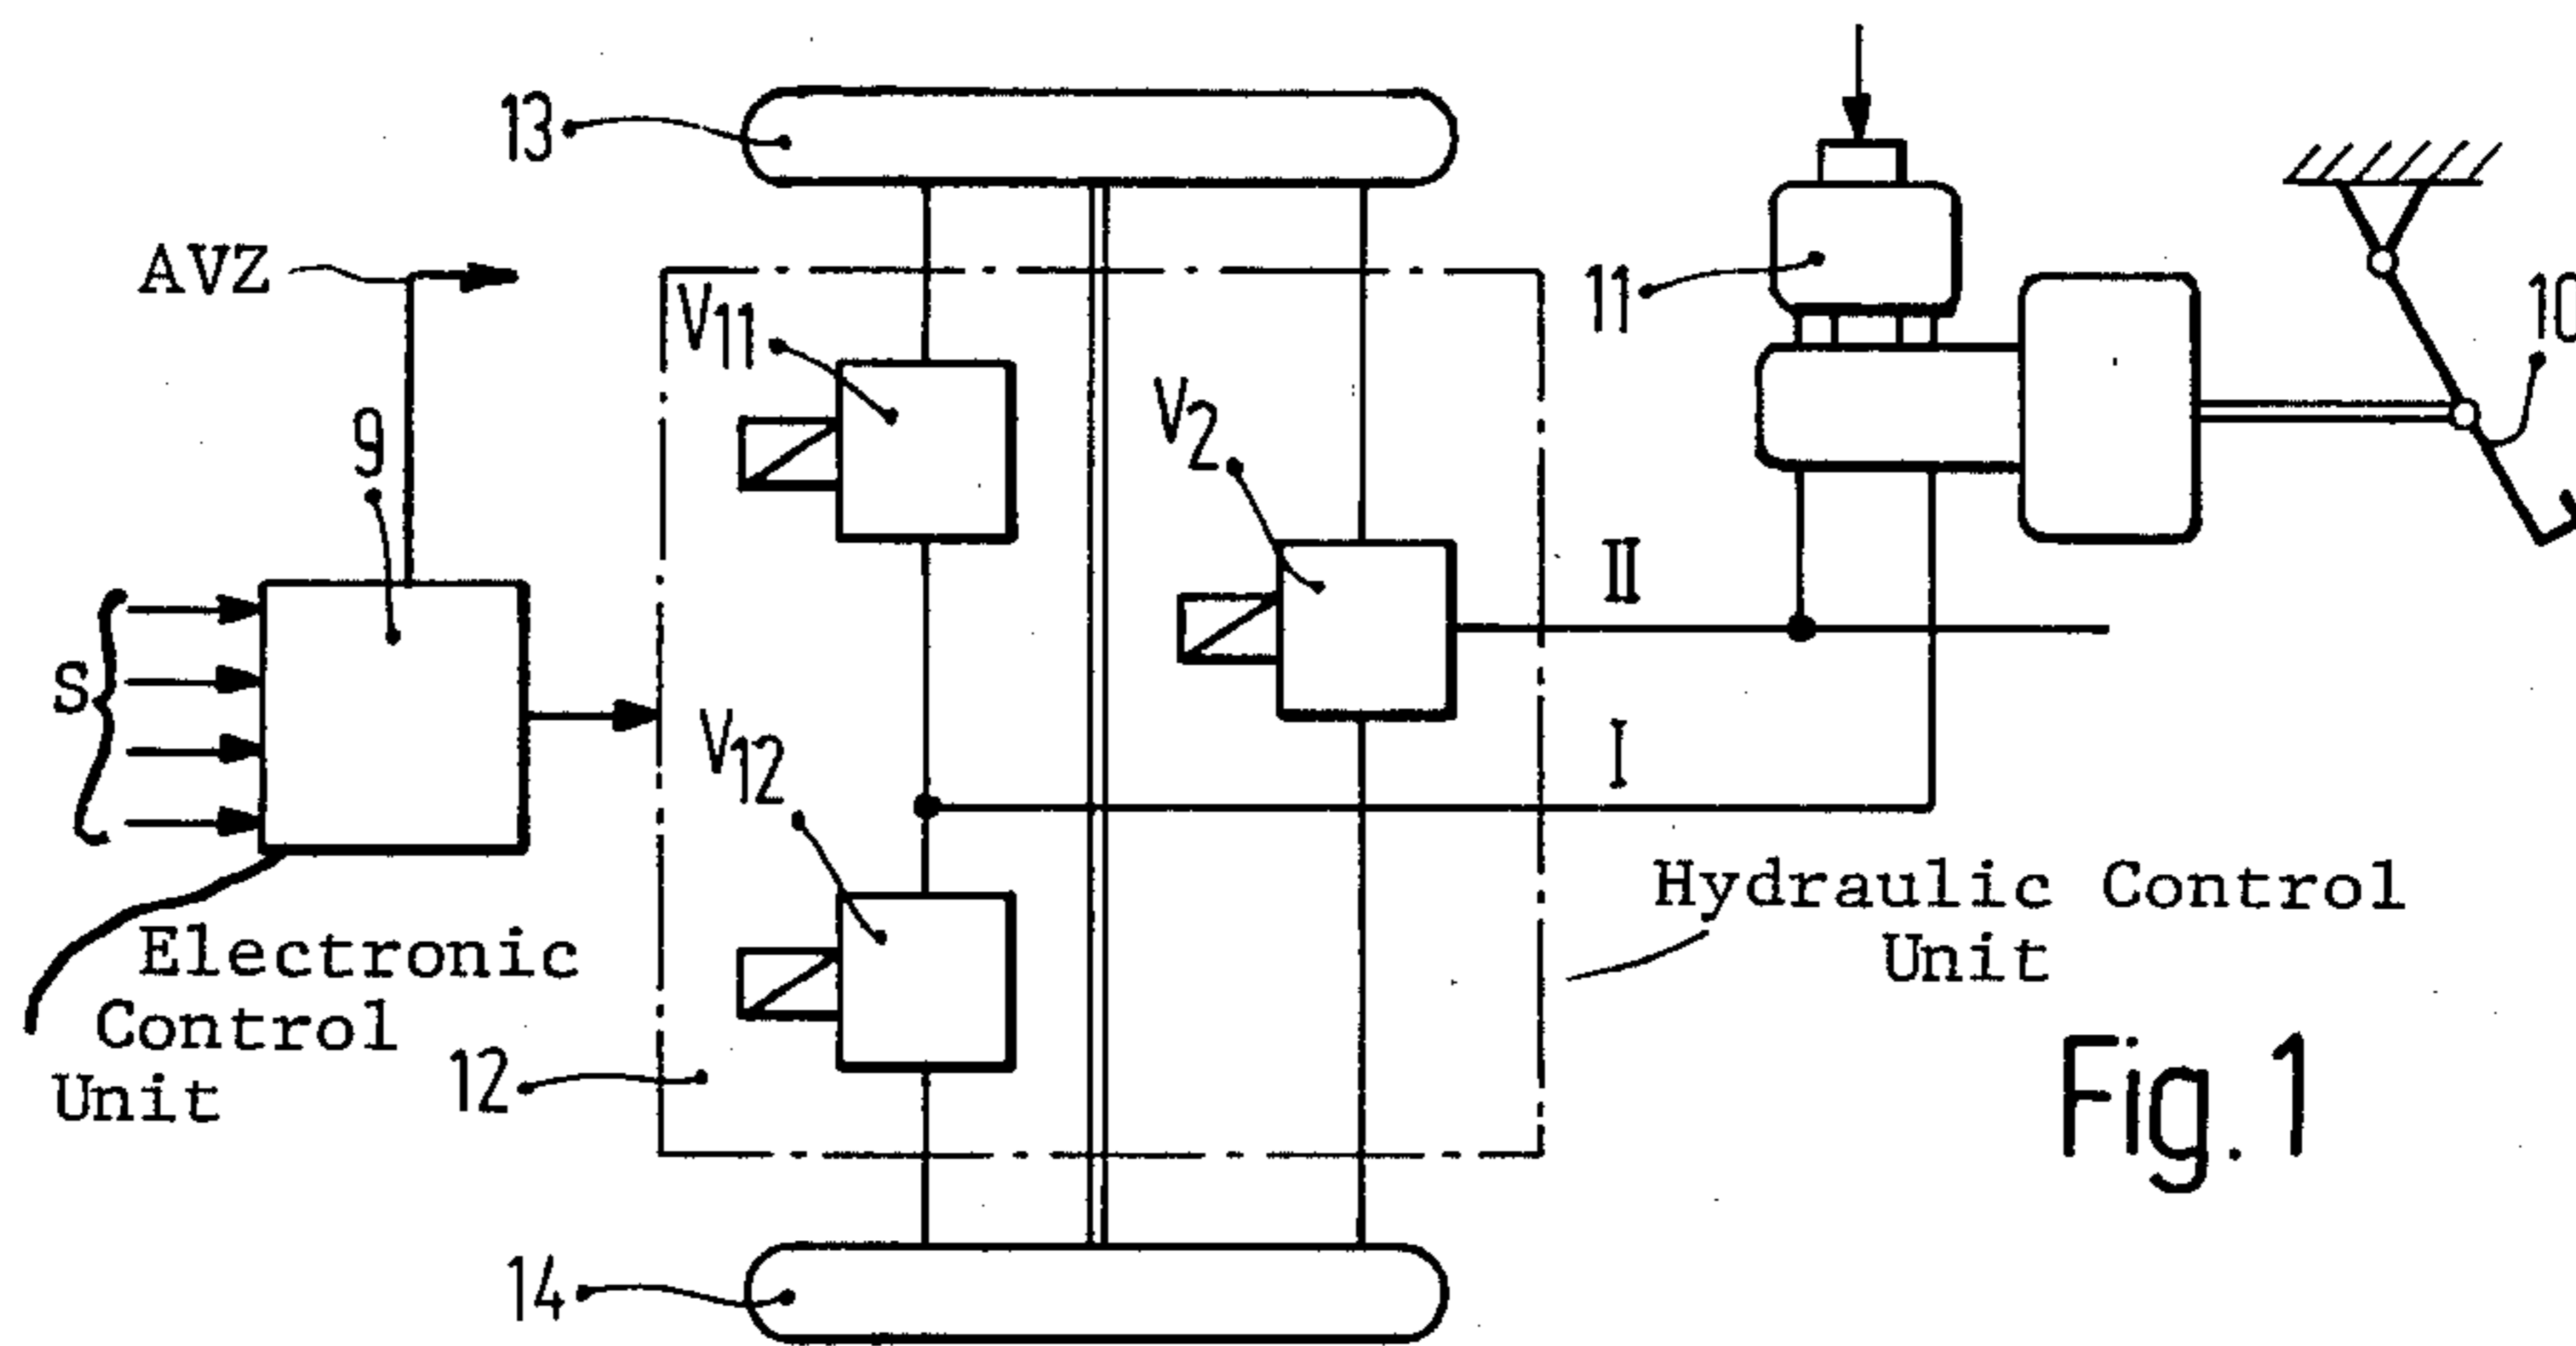 13
11
10
AVZ
V11
V2
9
II
S
I
V12
Hydraulic Control
Unit
Electronic
Control
Unit
12
14
Fig.1